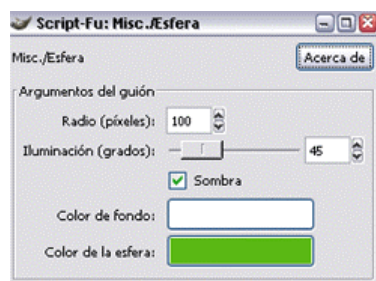 Script-Fu: Misc./Esfera
Misc./Esfera Acerca de
Argumentos del guión
Radio (píxeles): 100
Iluminación (grados): 45
Sombra
Color de fondo:
Color de la esfera: